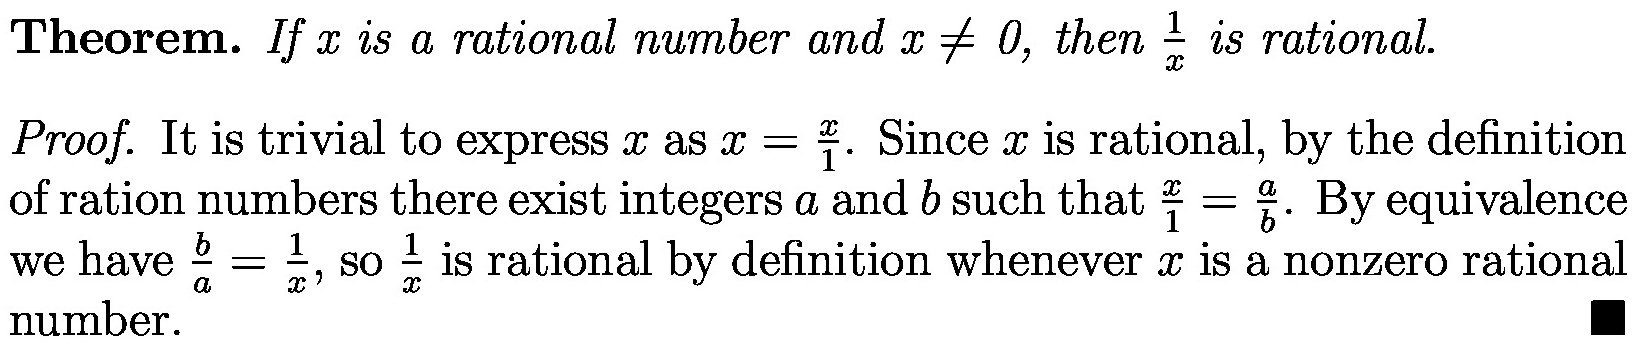 Theorem. If x is a rational number and x ≠ 0, then 1/x is rational.
Proof. It is trivial to express x as x = x/1. Since x is rational, by the definition
of ration numbers there exist integers a and b such that x/1 = a/b. By equivalence
we have b/a = 1/x, so 1/x is rational by definition whenever x is a nonzero rational
number. ■